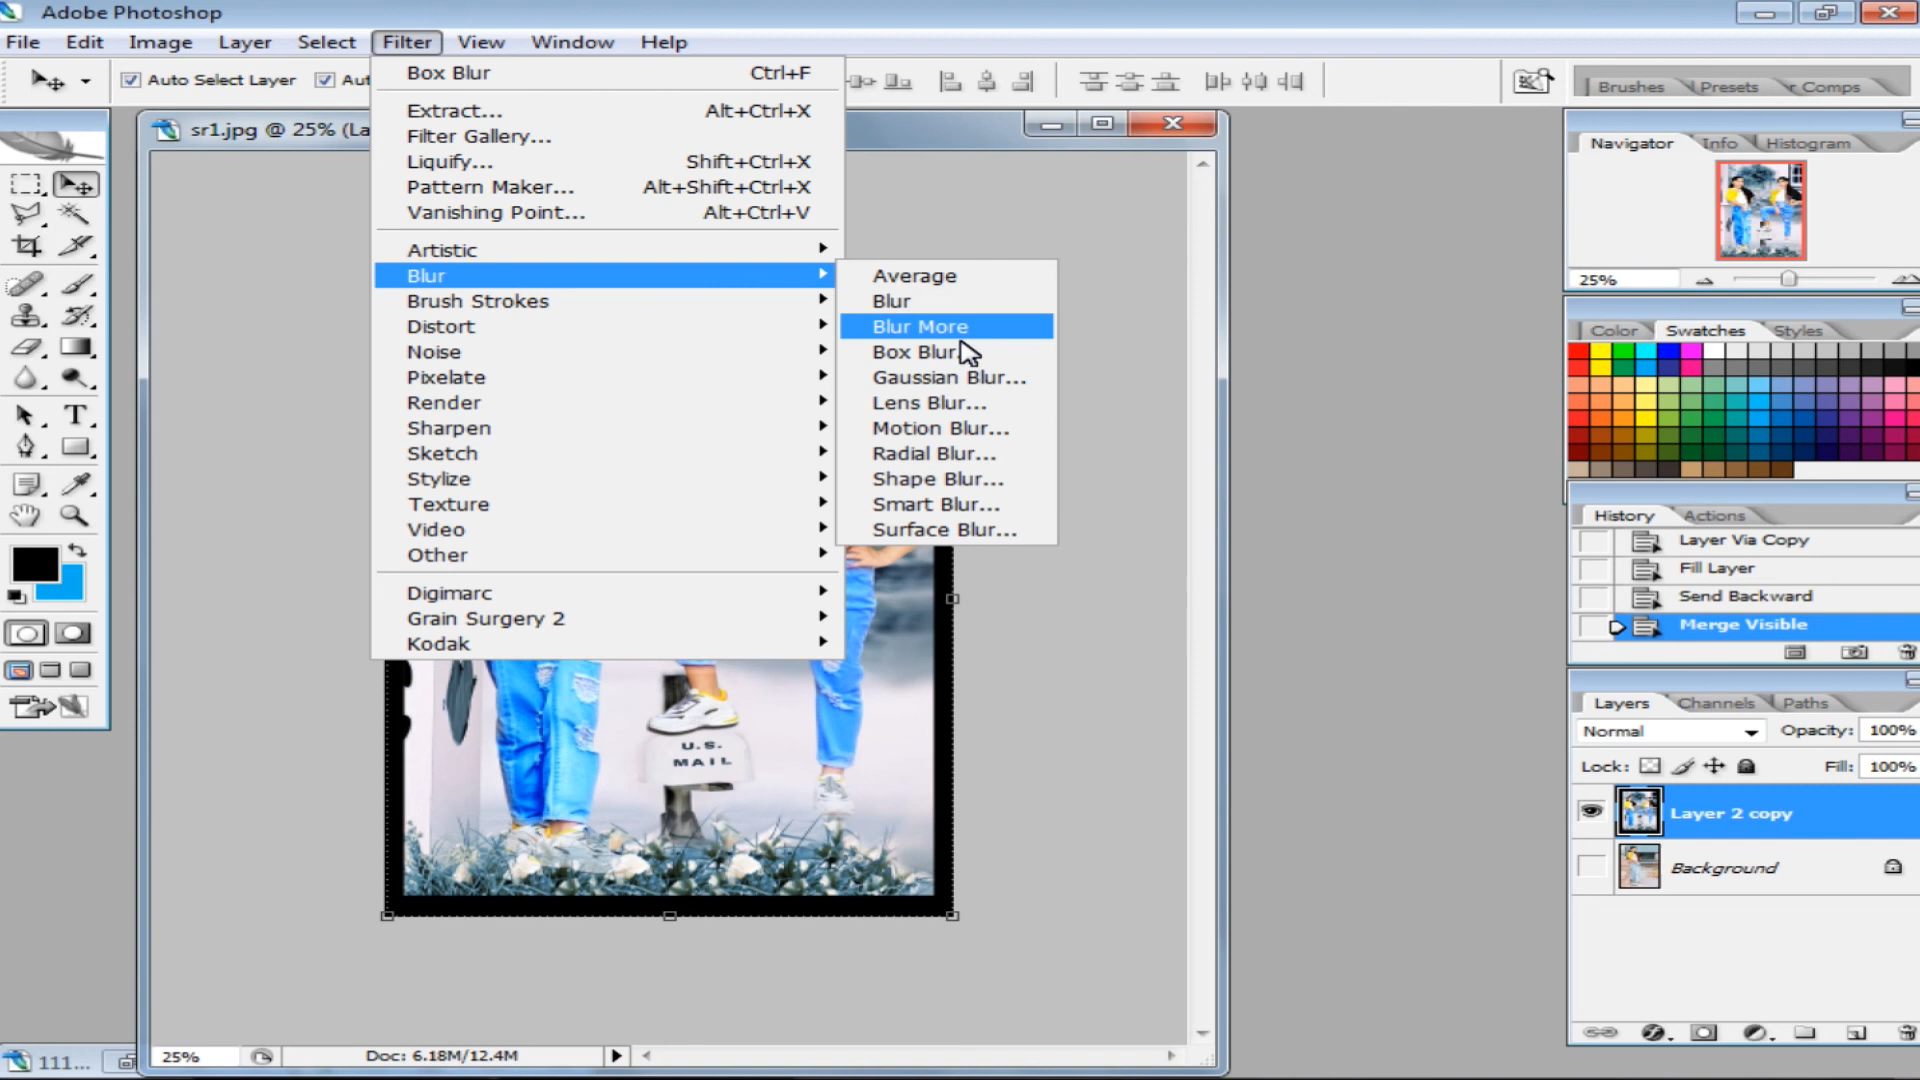 Adobe Photoshop
File Edit Image Layer Select Filter View Window Help
Auto Select Layer Aut
Brushes Presets r Comps
sr1.jpg @ 25% (La
Box Blur Ctrl+F
Extract... Alt+Ctrl+X
Filter Gallery...
Liquify... Shift+Ctrl+X
Pattern Maker... Alt+Shift+Ctrl+X
Vanishing Point... Alt+Ctrl+V
Artistic
Blur
Brush Strokes
Distort
Noise
Pixelate
Render
Sharpen
Sketch
Stylize
Texture
Video
Other
Digimarc
Grain Surgery 2
Kodak
Average
Blur
Blur More
Box Blur
Gaussian Blur...
Lens Blur...
Motion Blur...
Radial Blur...
Shape Blur...
Smart Blur...
Surface Blur...
U.S.
MAIL
Navigator Info Histogram
25%
Color Swatches Styles
History Actions
Layer Via Copy
Fill Layer
Send Backward
Merge Visible
Layers Channels Paths
Normal Opacity: 100%
Lock: Fill: 100%
Layer 2 copy
Background
25% Doc: 6.18M/12.4M
111...